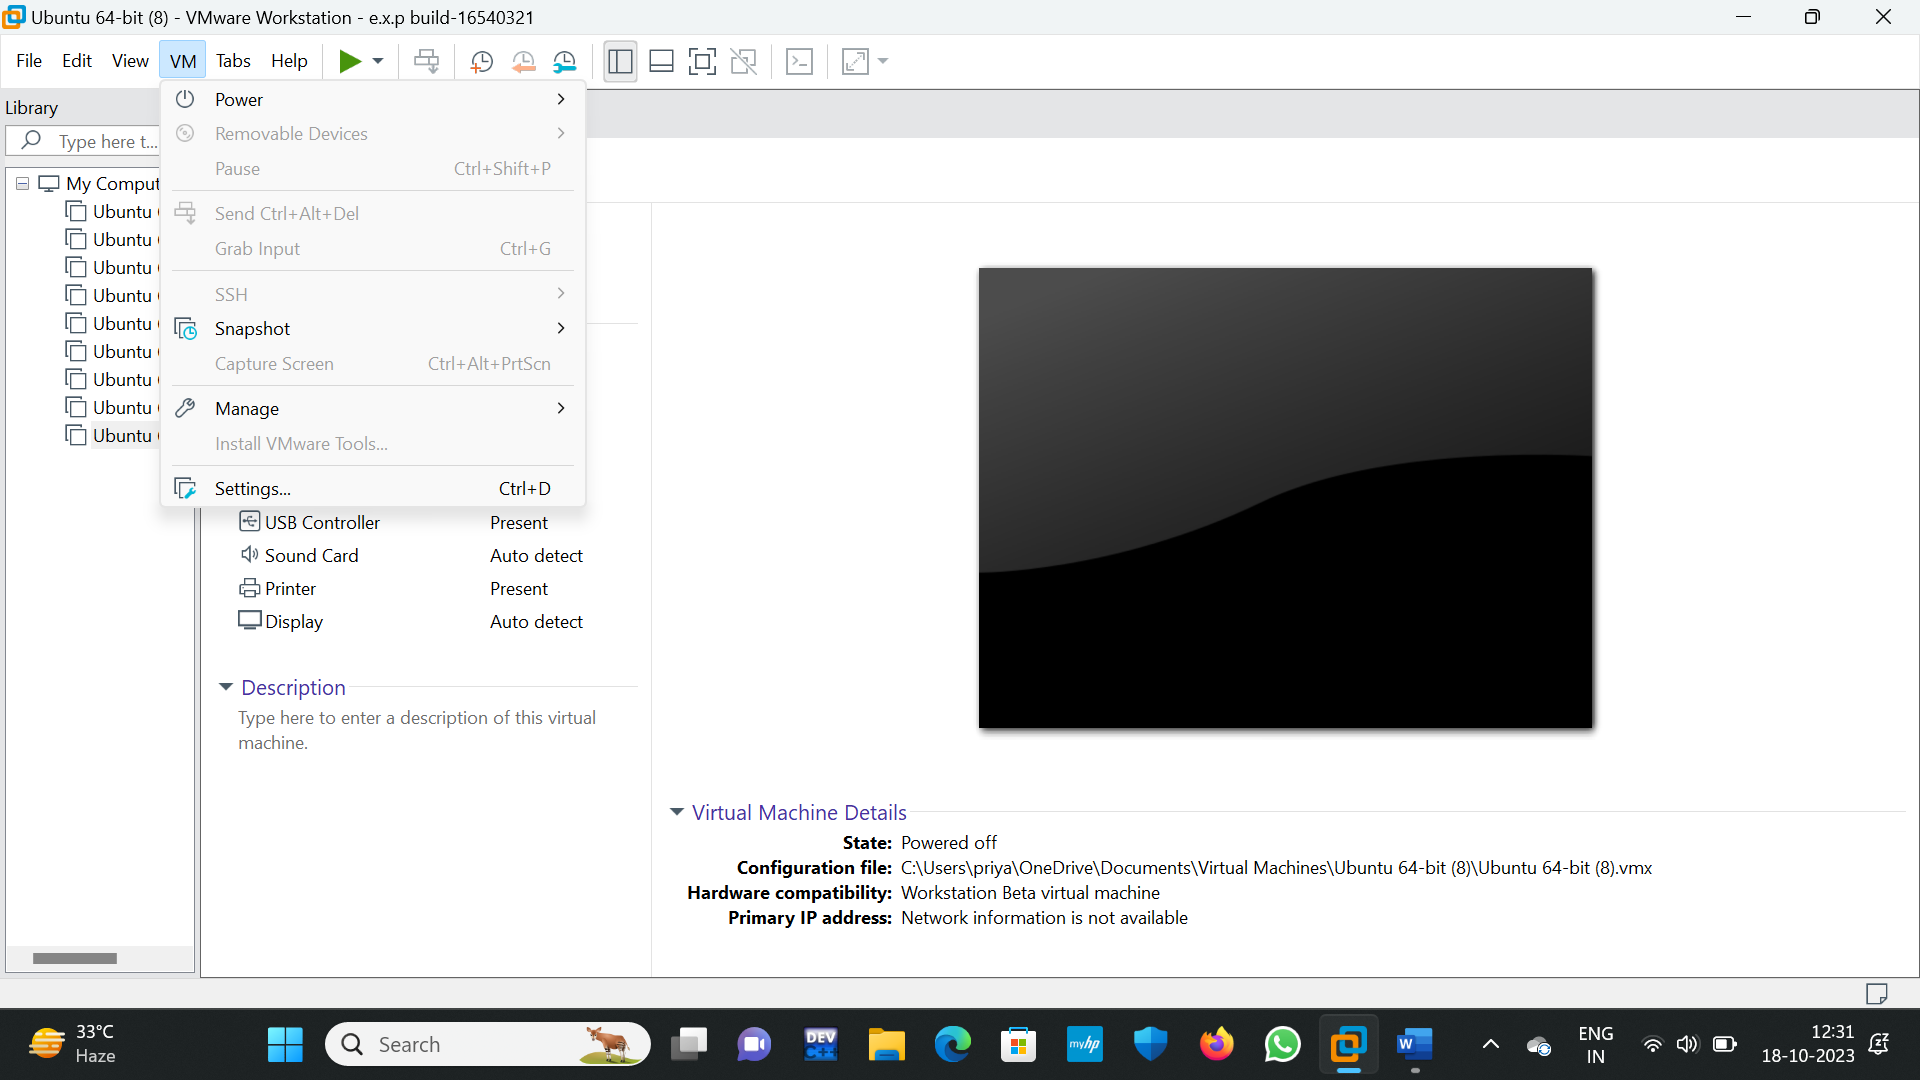 Ubuntu 64-bit (8) - VMware Workstation - e.x.p build-16540321
File Edit View VM Tabs Help
Library
Type here t...
My Comput
Ubuntu
Ubuntu
Ubuntu
Ubuntu
Ubuntu
Ubuntu
Ubuntu
Ubuntu
Ubuntu
Power
Removable Devices
Pause Ctrl+Shift+P
Send Ctrl+Alt+Del
Grab Input Ctrl+G
SSH
Snapshot
Capture Screen Ctrl+Alt+PrtScn
Manage
Install VMware Tools...
Settings... Ctrl+D
USB Controller Present
Sound Card Auto detect
Printer Present
Display Auto detect
Description
Type here to enter a description of this virtual
machine.
Virtual Machine Details
State: Powered off
Configuration file: C:\Users\priya\OneDrive\Documents\Virtual Machines\Ubuntu 64-bit (8)\Ubuntu 64-bit (8).vmx
Hardware compatibility: Workstation Beta virtual machine
Primary IP address: Network information is not available
33°C
Haze
Search
DEV
C++
myhp
W
ENG
IN
12:31
18-10-2023